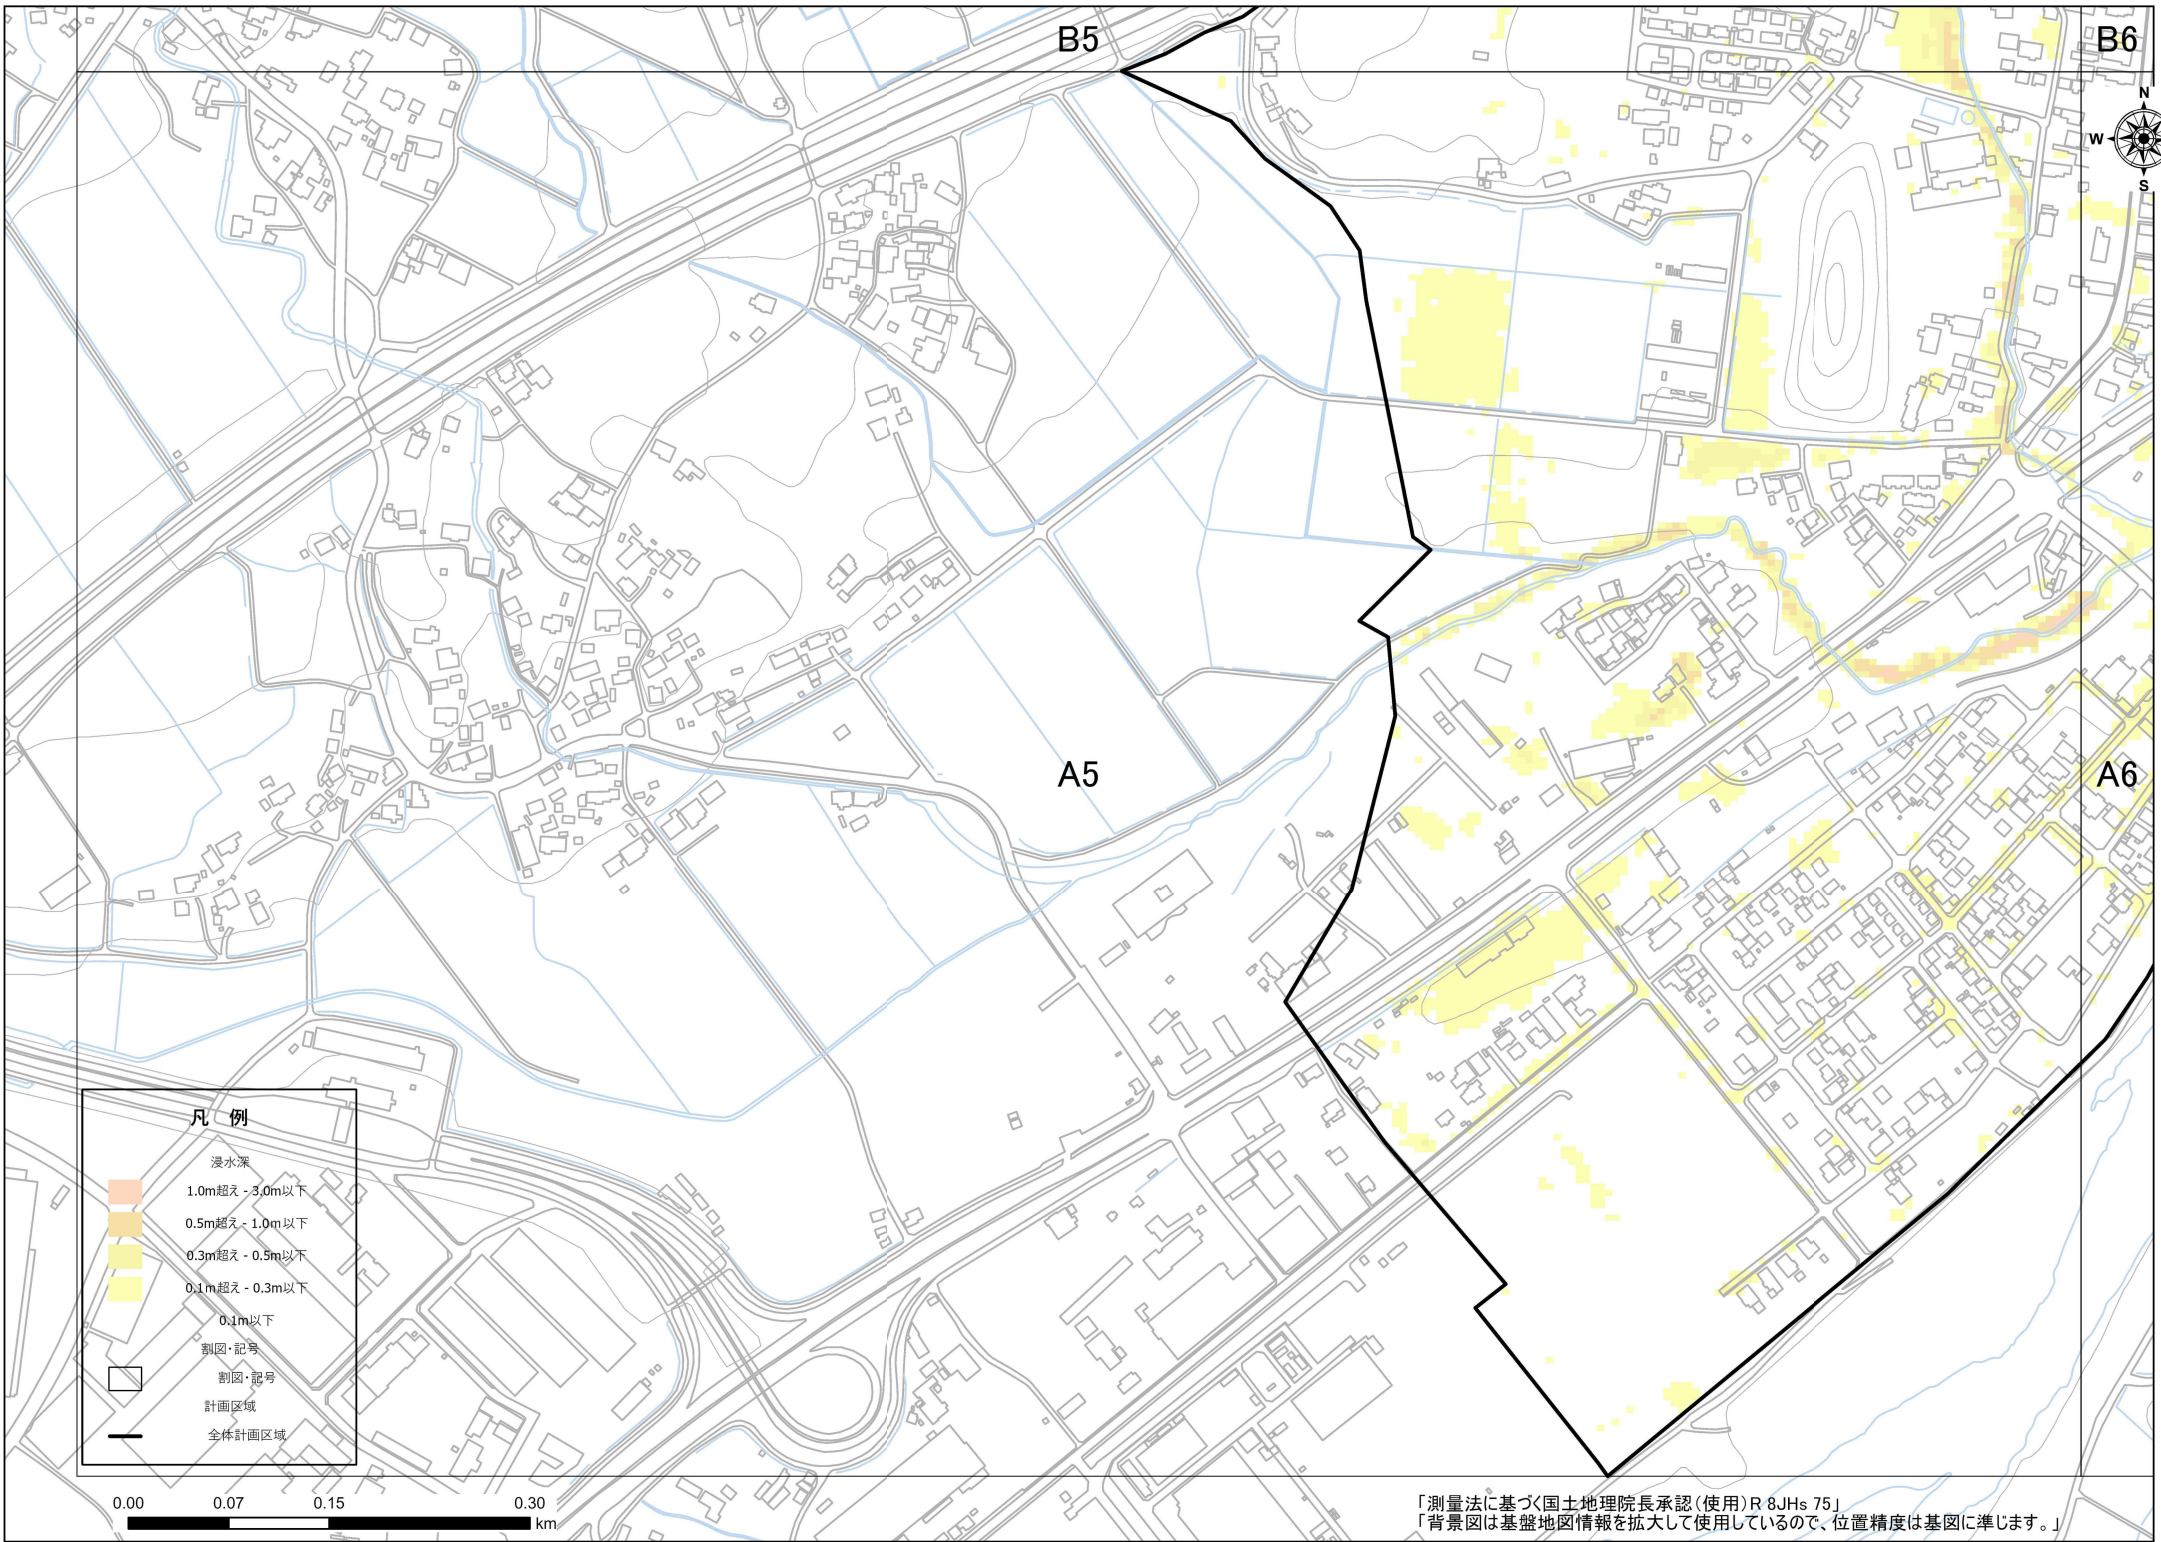 B5
B6
N
W
S
A5
A6
凡 例
浸水深
1.0m超え - 3.0m以下
0.5m超え - 1.0m以下
0.3m超え - 0.5m以下
0.1m超え - 0.3m以下
0.1m以下
割図・記号
割図・記号
計画区域
全体計画区域
0.00 0.07 0.15 0.30
km
「測量法に基づく国土地理院長承認(使用)R 8JHs 75」
「背景図は基盤地図情報を拡大して使用しているので、位置精度は基図に準じます。」